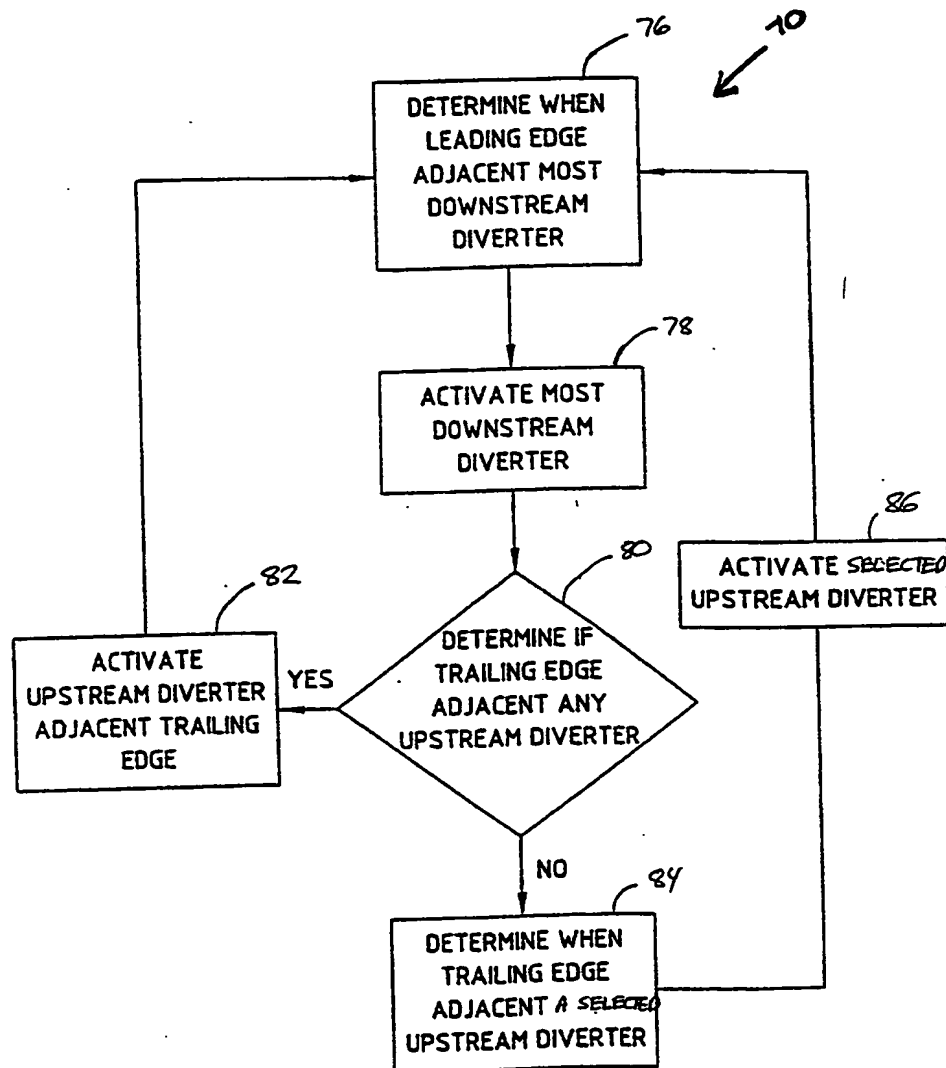 76
70
DETERMINE WHEN
LEADING EDGE
ADJACENT MOST
DOWNSTREAM
DIVERTER
78
ACTIVATE MOST
DOWNSTREAM
DIVERTER
80
DETERMINE IF
TRAILING EDGE
ADJACENT ANY
UPSTREAM DIVERTER
YES
82
ACTIVATE
UPSTREAM DIVERTER
ADJACENT TRAILING
EDGE
86
ACTIVATE SELECTED
UPSTREAM DIVERTER
NO
84
DETERMINE WHEN
TRAILING EDGE
ADJACENT A SELECTED
UPSTREAM DIVERTER